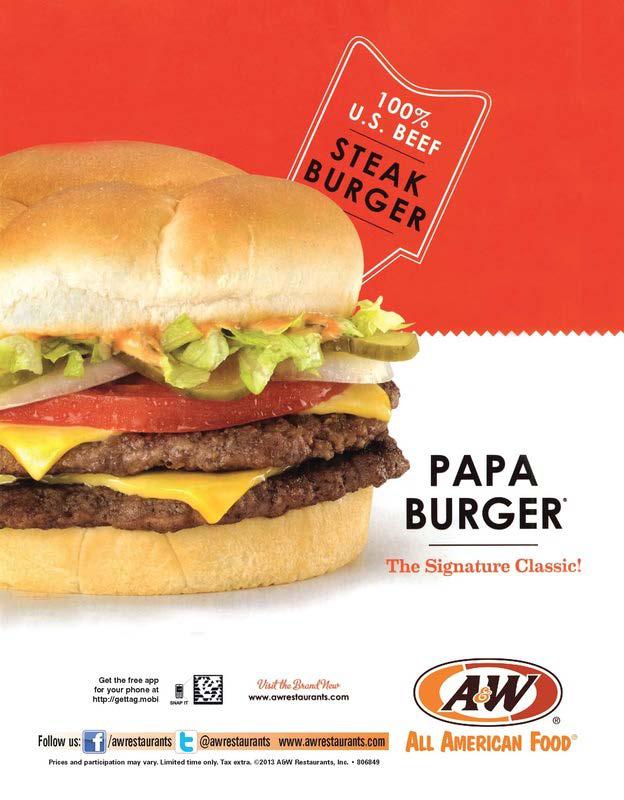 100%
U.S. BEEF
STEAK
BURGER
PAPA
BURGER®
The Signature Classic!
Get the free app
for your phone at
http://gettag.mobi
SNAP IT
Visit the Brand New
www.awrestaurants.com
A&W®
ALL AMERICAN FOOD®
Follow us: f /awrestaurants t @awrestaurants www.awrestaurants.com
Prices and participation may vary. Limited time only. Tax extra. ©2013 A&W Restaurants, Inc. • 806849